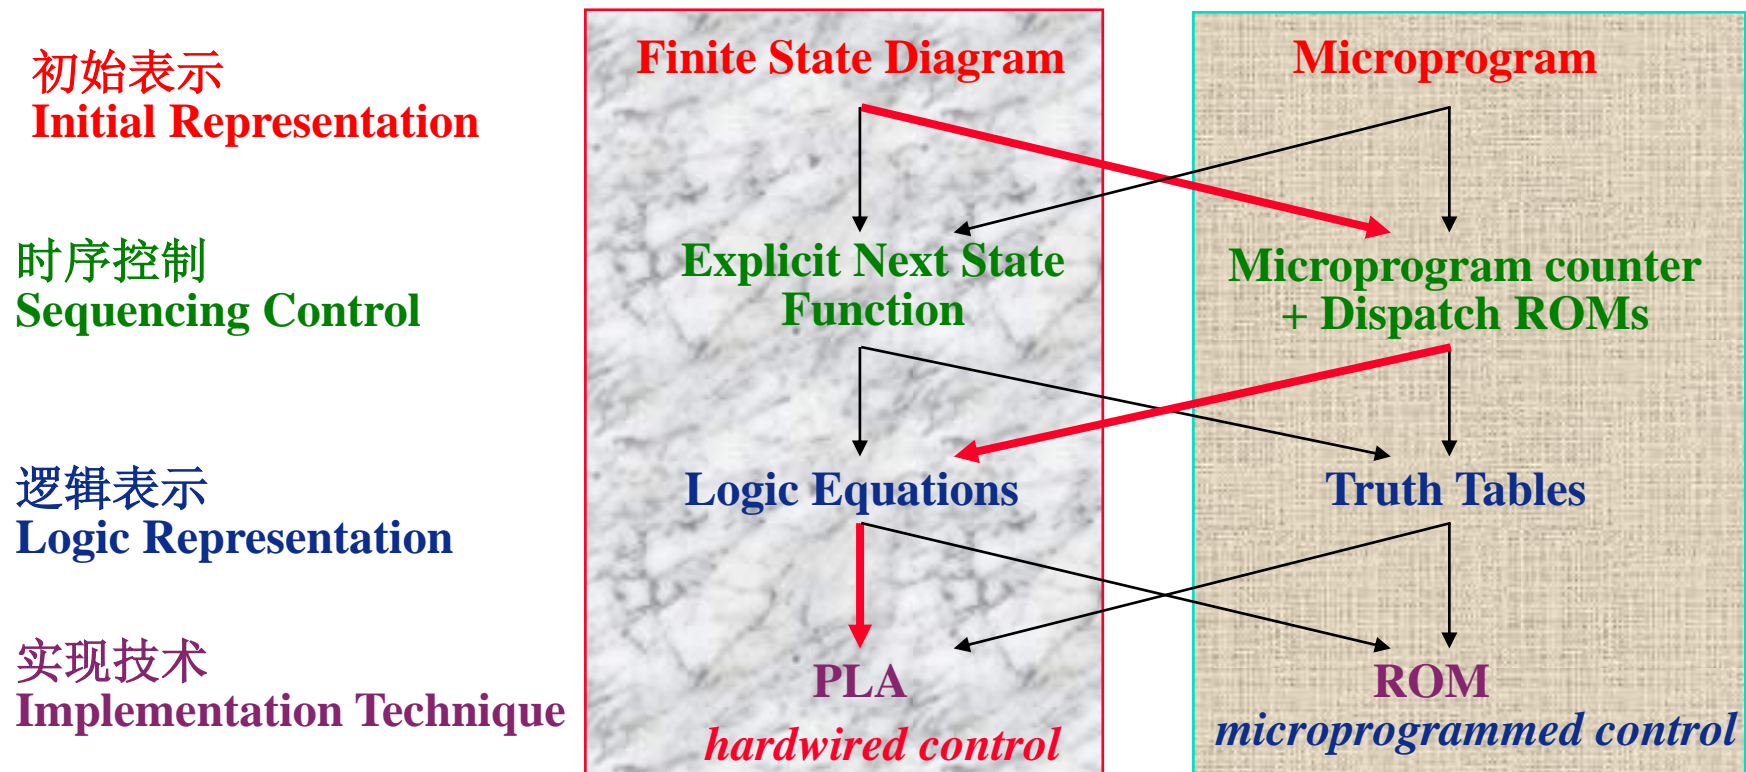 初始表示
Initial Representation
Finite State Diagram
Microprogram
时序控制
Sequencing Control
Explicit Next State
Function
Microprogram counter
+ Dispatch ROMs
逻辑表示
Logic Representation
Logic Equations
Truth Tables
实现技术
Implementation Technique
PLA
hardwired control
ROM
microprogrammed control